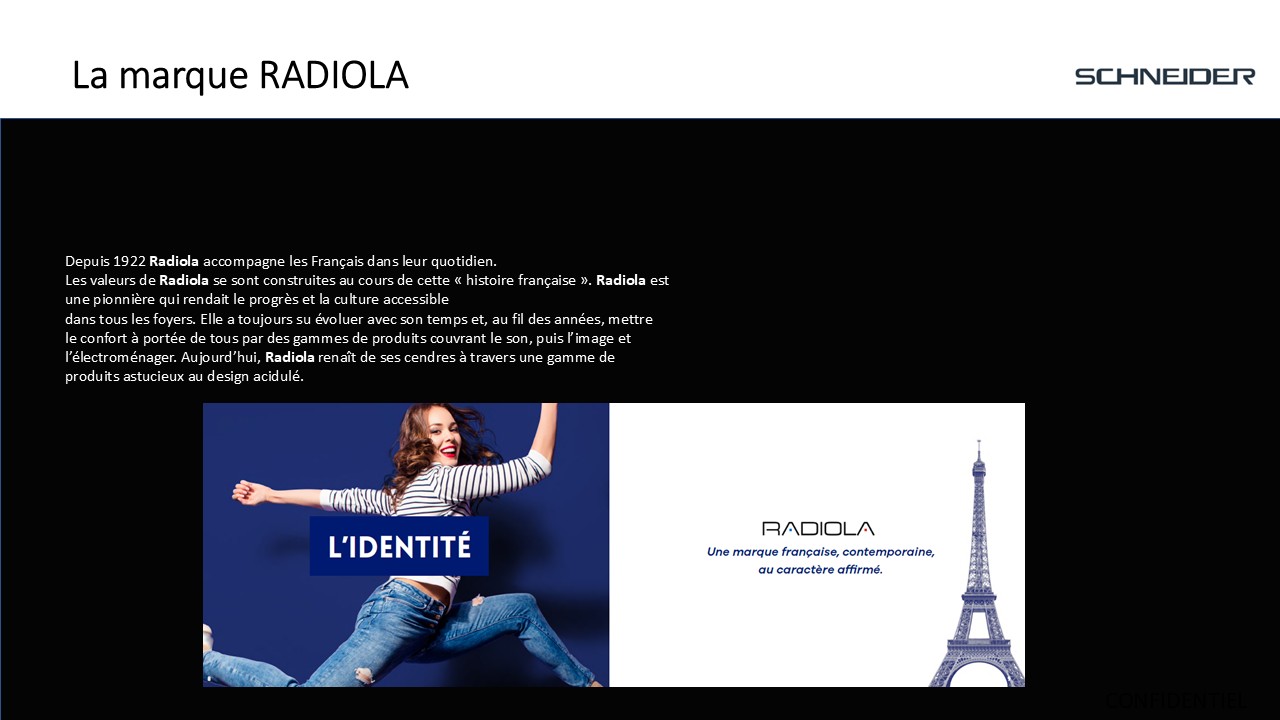 La marque RADIOLA
SCHNEIDER
Depuis 1922 Radiola accompagne les Français dans leur quotidien.
Les valeurs de Radiola se sont construites au cours de cette « histoire française ». Radiola est
une pionnière qui rendait le progrès et la culture accessible
dans tous les foyers. Elle a toujours su évoluer avec son temps et, au fil des années, mettre
le confort à portée de tous par des gammes de produits couvrant le son, puis l’image et
l’électroménager. Aujourd’hui, Radiola renaît de ses cendres à travers une gamme de
produits astucieux au design acidulé.
L’IDENTITÉ
RADIOLA
Une marque française, contemporaine,
au caractère affirmé.
CONFIDENTIEL